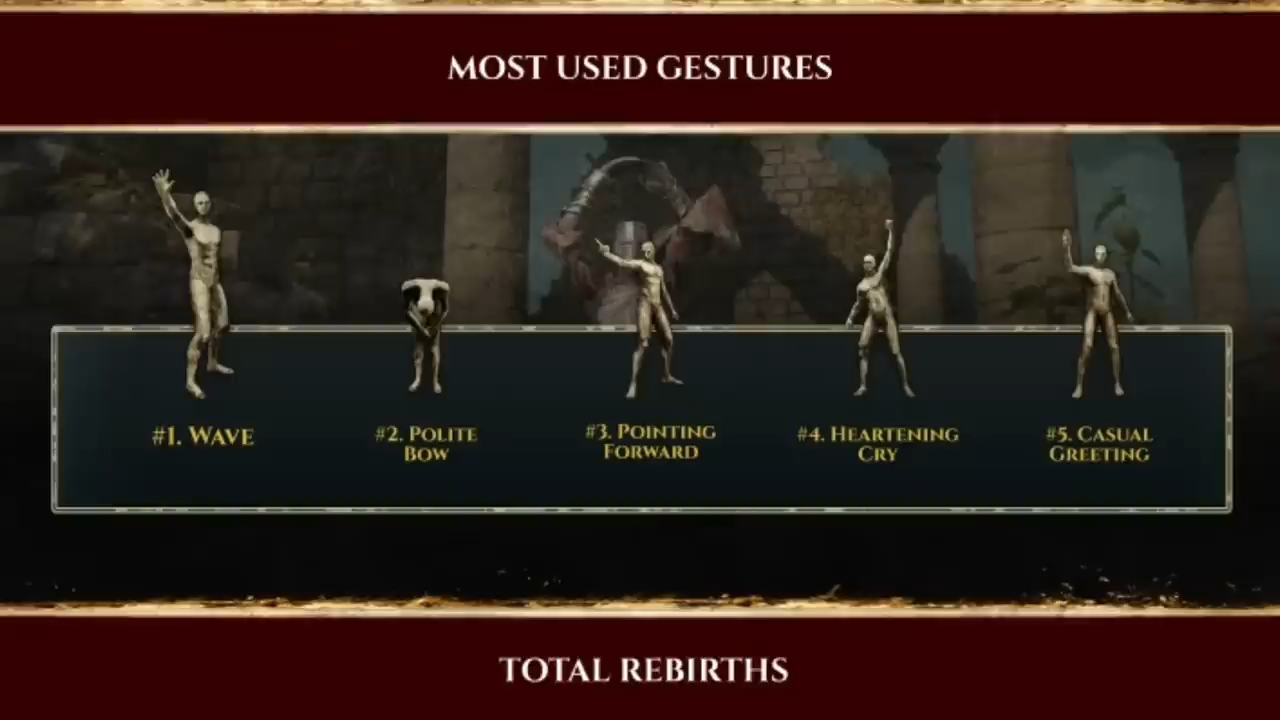 MOST USED GESTURES
#1. WAVE
#2. POLITE
BOW
#3. POINTING
FORWARD
#4. HEARTENING
CRY
#5. CASUAL
GREETING
TOTAL REBIRTHS